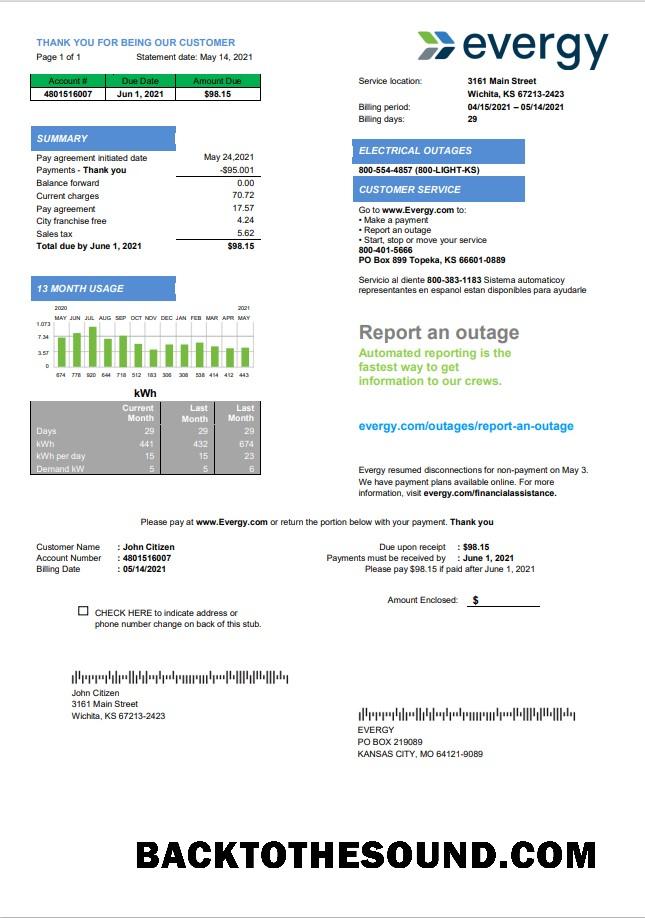 THANK YOU FOR BEING OUR CUSTOMER
Page 1 of 1 Statement date: May 14, 2021
Account # Due Date Amount Due
4801516007 Jun 1, 2021 $98.15
evergy
Service location: 3161 Main Street
Wichita, KS 67213-2423
Billing period: 04/15/2021 – 05/14/2021
Billing days: 29
SUMMARY
Pay agreement initiated date May 24,2021
Payments - Thank you -$95.001
Balance forward 0.00
Current charges 70.72
Pay agreement 17.57
City franchise free 4.24
Sales tax 5.62
Total due by June 1, 2021 $98.15
ELECTRICAL OUTAGES
800-554-4857 (800-LIGHT-KS)
CUSTOMER SERVICE
Go to www.Evergy.com to:
• Make a payment
• Report an outage
• Start, stop or move your service
800-401-5666
PO Box 899 Topeka, KS 66601-0889
Servicio al diente 800-383-1183 Sistema automaticoy
representantes en espanol estan disponibles para ayudarle
13 MONTH USAGE
2020 2021
MAY JUN JUL AUG SEP OCT NOV DEC JAN FEB MAR APR MAY
1.073
7.34
3.57
0
674 778 920 644 718 512 183 306 306 538 414 412 443
kWh
Current Month Last Month Last Month
Days 29 29 29
kWh 441 432 674
kWh per day 15 15 23
Demand kW 5 5 6
Report an outage
Automated reporting is the
fastest way to get
information to our crews.
evergy.com/outages/report-an-outage
Evergy resumed disconnections for non-payment on May 3.
We have payment plans available online. For more
information, visit evergy.com/financialassistance.
Please pay at www.Evergy.com or return the portion below with your payment. Thank you
Customer Name : John Citizen
Account Number : 4801516007
Billing Date : 05/14/2021
Due upon receipt : $98.15
Payments must be received by : June 1, 2021
Please pay $98.15 if paid after June 1, 2021
Amount Enclosed: $
CHECK HERE to indicate address or
phone number change on back of this stub.
John Citizen
3161 Main Street
Wichita, KS 67213-2423
EVERGY
PO BOX 219089
KANSAS CITY, MO 64121-9089
BACKTOTHESOUND.COM